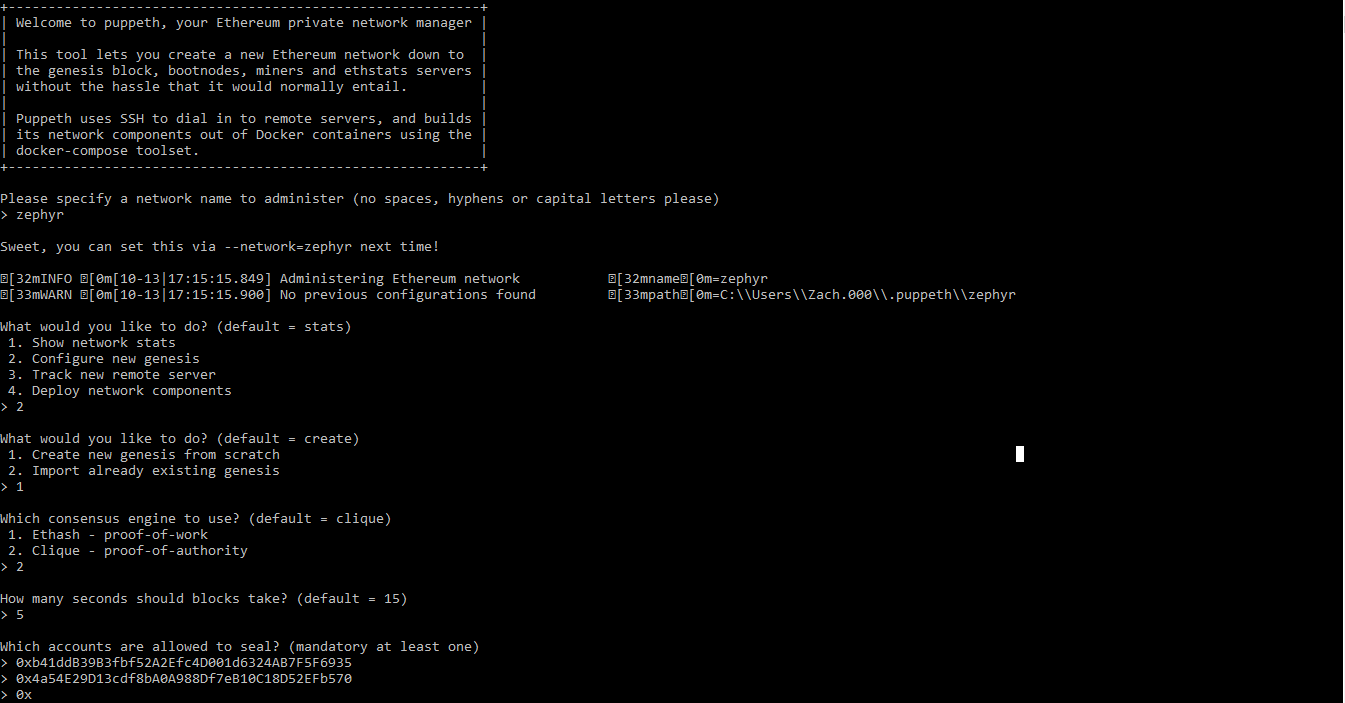 +-----------------------------------------------------------+
| Welcome to puppeth, your Ethereum private network manager |
|                                                           |
| This tool lets you create a new Ethereum network down to  |
| the genesis block, bootnodes, miners and ethstats servers |
| without the hassle that it would normally entail.         |
|                                                           |
| Puppeth uses SSH to dial in to remote servers, and builds |
| its network components out of Docker containers using the |
| docker-compose toolset.                                   |
+-----------------------------------------------------------+
Please specify a network name to administer (no spaces, hyphens or capital letters please)
> zephyr
Sweet, you can set this via --network=zephyr next time!
[32mINFO [0m[10-13|17:15:15.849] Administering Ethereum network           [32mname[0m=zephyr
[33mWARN [0m[10-13|17:15:15.900] No previous configurations found         [33mpath[0m=C:\\Users\\Zach.000\\.puppeth\\zephyr
What would you like to do? (default = stats)
 1. Show network stats
 2. Configure new genesis
 3. Track new remote server
 4. Deploy network components
> 2
What would you like to do? (default = create)
 1. Create new genesis from scratch
 2. Import already existing genesis
> 1
Which consensus engine to use? (default = clique)
 1. Ethash - proof-of-work
 2. Clique - proof-of-authority
> 2
How many seconds should blocks take? (default = 15)
> 5
Which accounts are allowed to seal? (mandatory at least one)
> 0xb41ddB39B3fbf52A2Efc4D001d6324AB7F5F6935
> 0x4a54E29D13cdf8bA0A988Df7eB10C18D52EFb570
> 0x